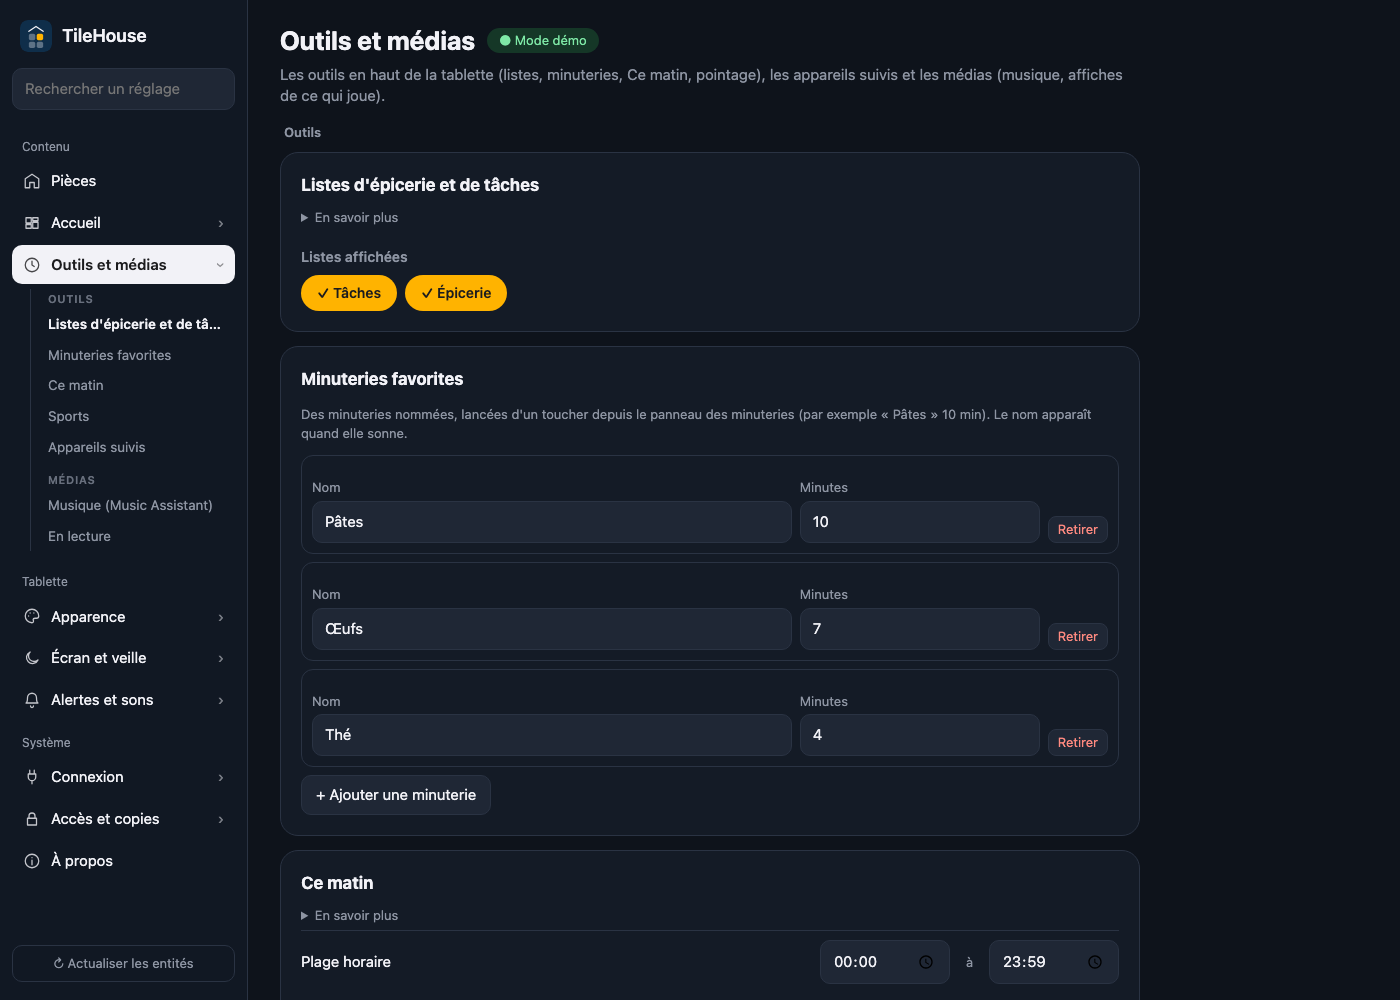 TileHouse
Rechercher un réglage
Contenu
Pièces
Accueil
Outils et médias
OUTILS
Listes d'épicerie et de tâ...
Minuteries favorites
Ce matin
Sports
Appareils suivis
MÉDIAS
Musique (Music Assistant)
En lecture
Tablette
Apparence
Écran et veille
Alertes et sons
Système
Connexion
Accès et copies
À propos
↻ Actualiser les entités
Outils et médias
Mode démo
Les outils en haut de la tablette (listes, minuteries, Ce matin, pointage), les appareils suivis et les médias (musique, affiches
de ce qui joue).
Outils
Listes d'épicerie et de tâches
En savoir plus
Listes affichées
✓ Tâches ✓ Épicerie
Minuteries favorites
Des minuteries nommées, lancées d'un toucher depuis le panneau des minuteries (par exemple « Pâtes » 10 min). Le nom apparaît
quand elle sonne.
Nom Minutes
Pâtes 10 Retirer
Nom Minutes
Œufs 7 Retirer
Nom Minutes
Thé 4 Retirer
+ Ajouter une minuterie
Ce matin
En savoir plus
Plage horaire 00:00 à 23:59